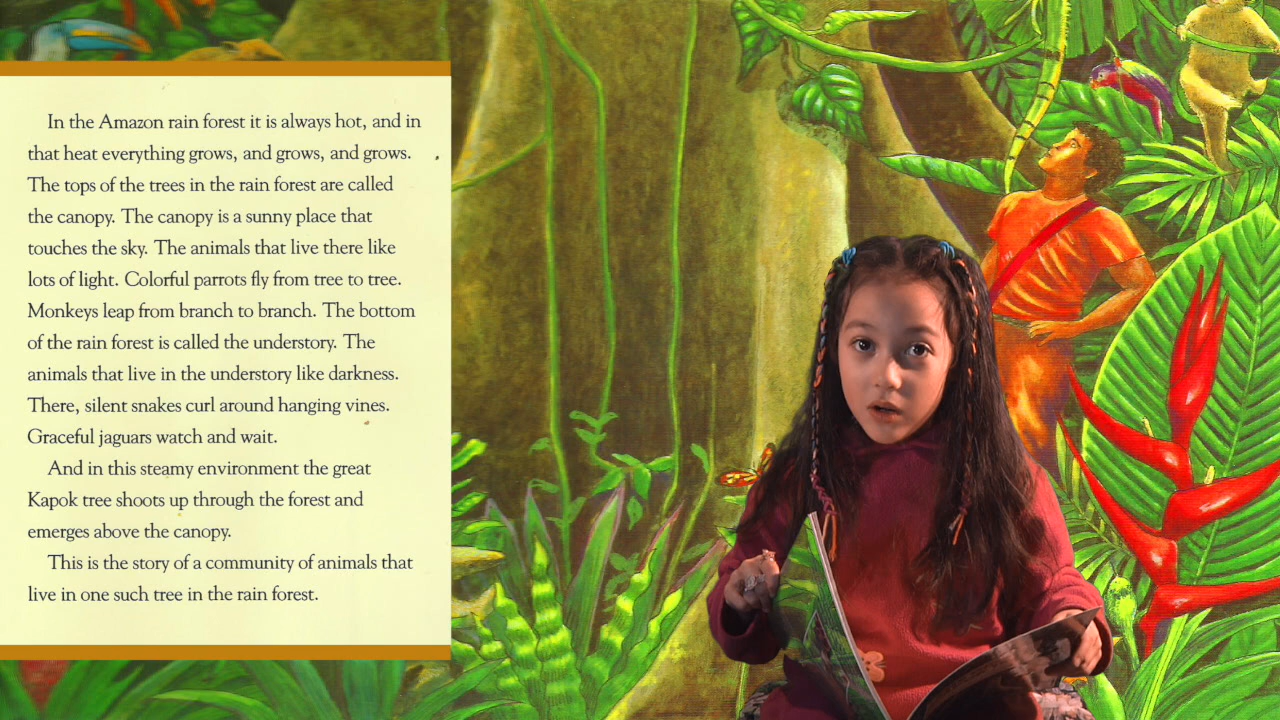 In the Amazon rain forest it is always hot, and in
that heat everything grows, and grows, and grows.
The tops of the trees in the rain forest are called
the canopy. The canopy is a sunny place that
touches the sky. The animals that live there like
lots of light. Colorful parrots fly from tree to tree.
Monkeys leap from branch to branch. The bottom
of the rain forest is called the understory. The
animals that live in the understory like darkness.
There, silent snakes curl around hanging vines.
Graceful jaguars watch and wait.
And in this steamy environment the great
Kapok tree shoots up through the forest and
emerges above the canopy.
This is the story of a community of animals that
live in one such tree in the rain forest.